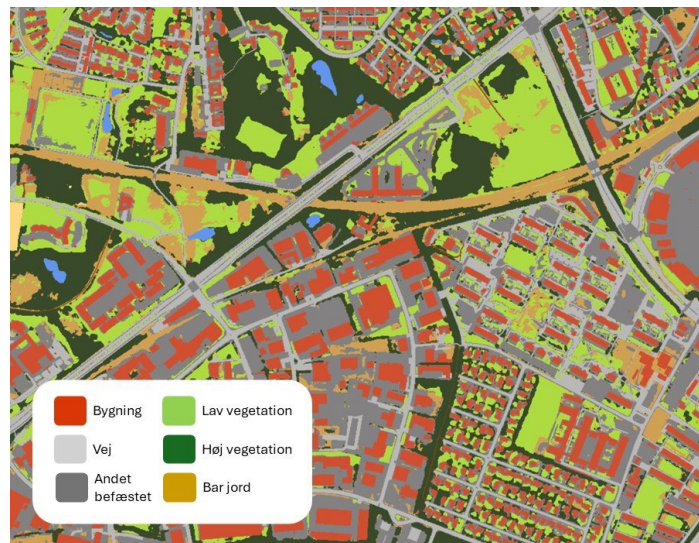 Bygning
Lav vegetation
Vej
Høj vegetation
Andet
befæstet
Bar jord